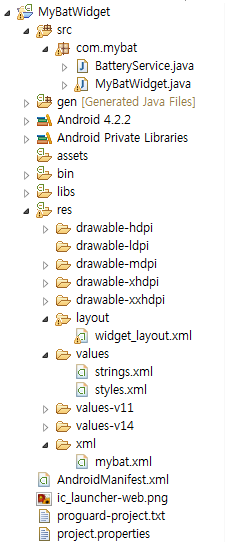 MyBatWidget
src
com.mybat
BatteryService.java
MyBatWidget.java
gen [Generated Java Files]
Android 4.2.2
Android Private Libraries
assets
bin
libs
res
drawable-hdpi
drawable-ldpi
drawable-mdpi
drawable-xhdpi
drawable-xxhdpi
layout
widget_layout.xml
values
strings.xml
styles.xml
values-v11
values-v14
xml
mybat.xml
AndroidManifest.xml
ic_launcher-web.png
proguard-project.txt
project.properties